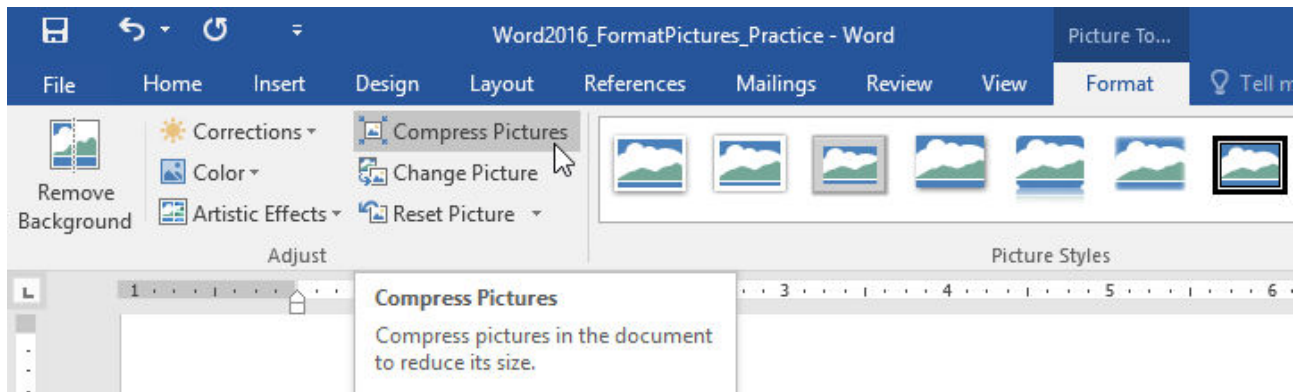 Word2016_FormatPictures_Practice - Word
Picture To...
File Home Insert Design Layout References Mailings Review View Format Tell m
Remove Background
Corrections
Color
Artistic Effects
Compress Pictures
Change Picture
Reset Picture
Adjust
Picture Styles
L
1 3 4 5 6
Compress Pictures
Compress pictures in the document
to reduce its size.